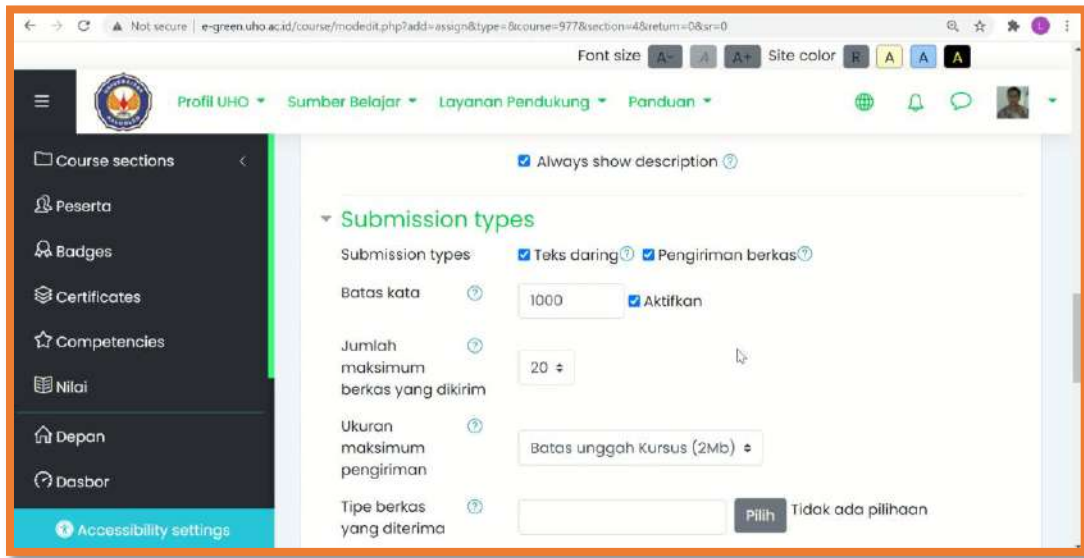 Not secure | e-green.uho.ac.id/course/modedit.php?add=assign&type=&course=977&section=4&return=0&sr=0
Font size A- A A+ Site color R A A A
Profil UHO Sumber Belajar Layanan Pendukung Panduan
Course sections
Peserta
Badges
Certificates
Competencies
Nilai
Depan
Dasbor
Accessibility settings
Always show description
Submission types
Submission types Teks daring Pengiriman berkas
Batas kata 1000 Aktifkan
Jumlah
maksimum
berkas yang dikirim
20
Ukuran
maksimum
pengiriman
Batas unggah Kursus (2Mb)
Tipe berkas
yang diterima
Pilih Tidak ada pilihaan